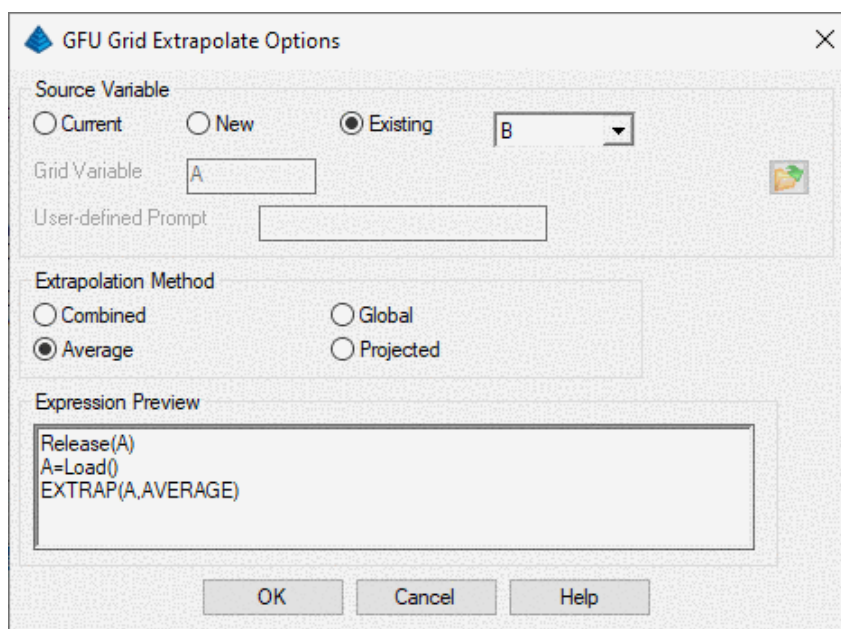 GFU Grid Extrapolate Options
Source Variable
Current New Existing B
Grid Variable A
User-defined Prompt
Extrapolation Method
Combined Global
Average Projected
Expression Preview
Release(A)
A=Load()
EXTRAP(A,AVERAGE)
OK Cancel Help